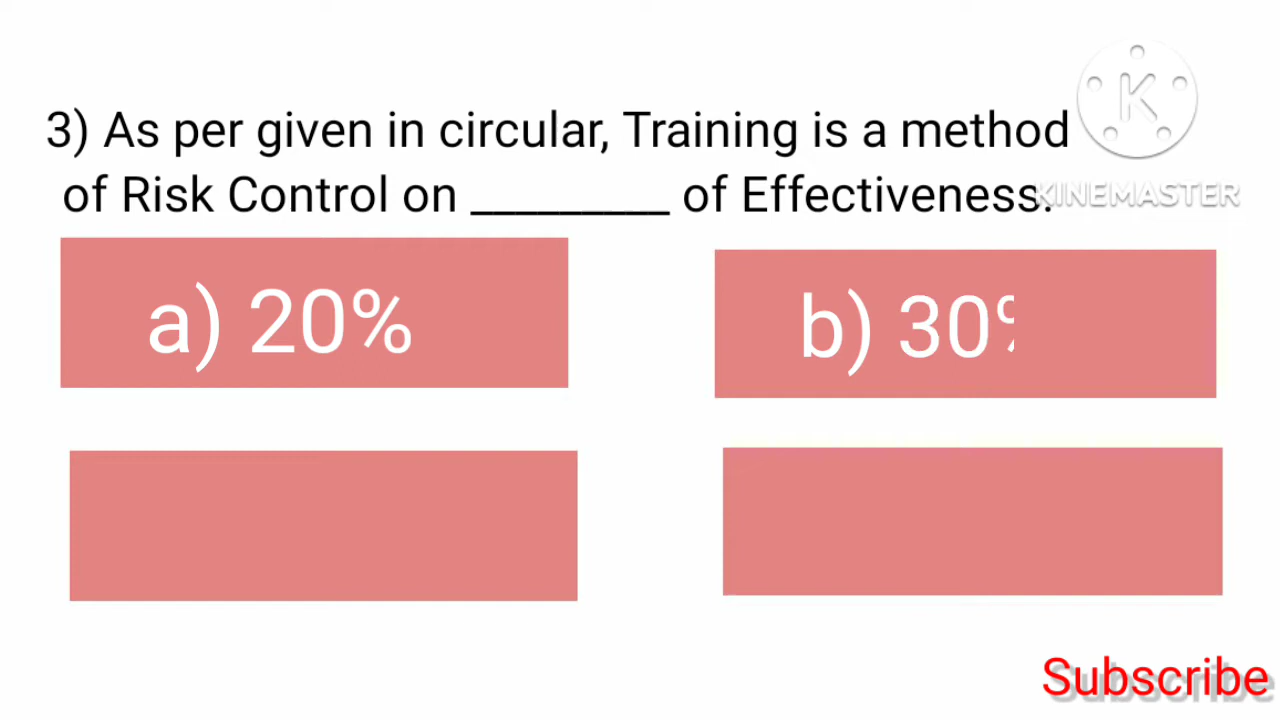 3) As per given in circular, Training is a method
of Risk Control on _________ of Effectiveness.
KINEMASTER
a) 20%
b) 30%
Subscribe